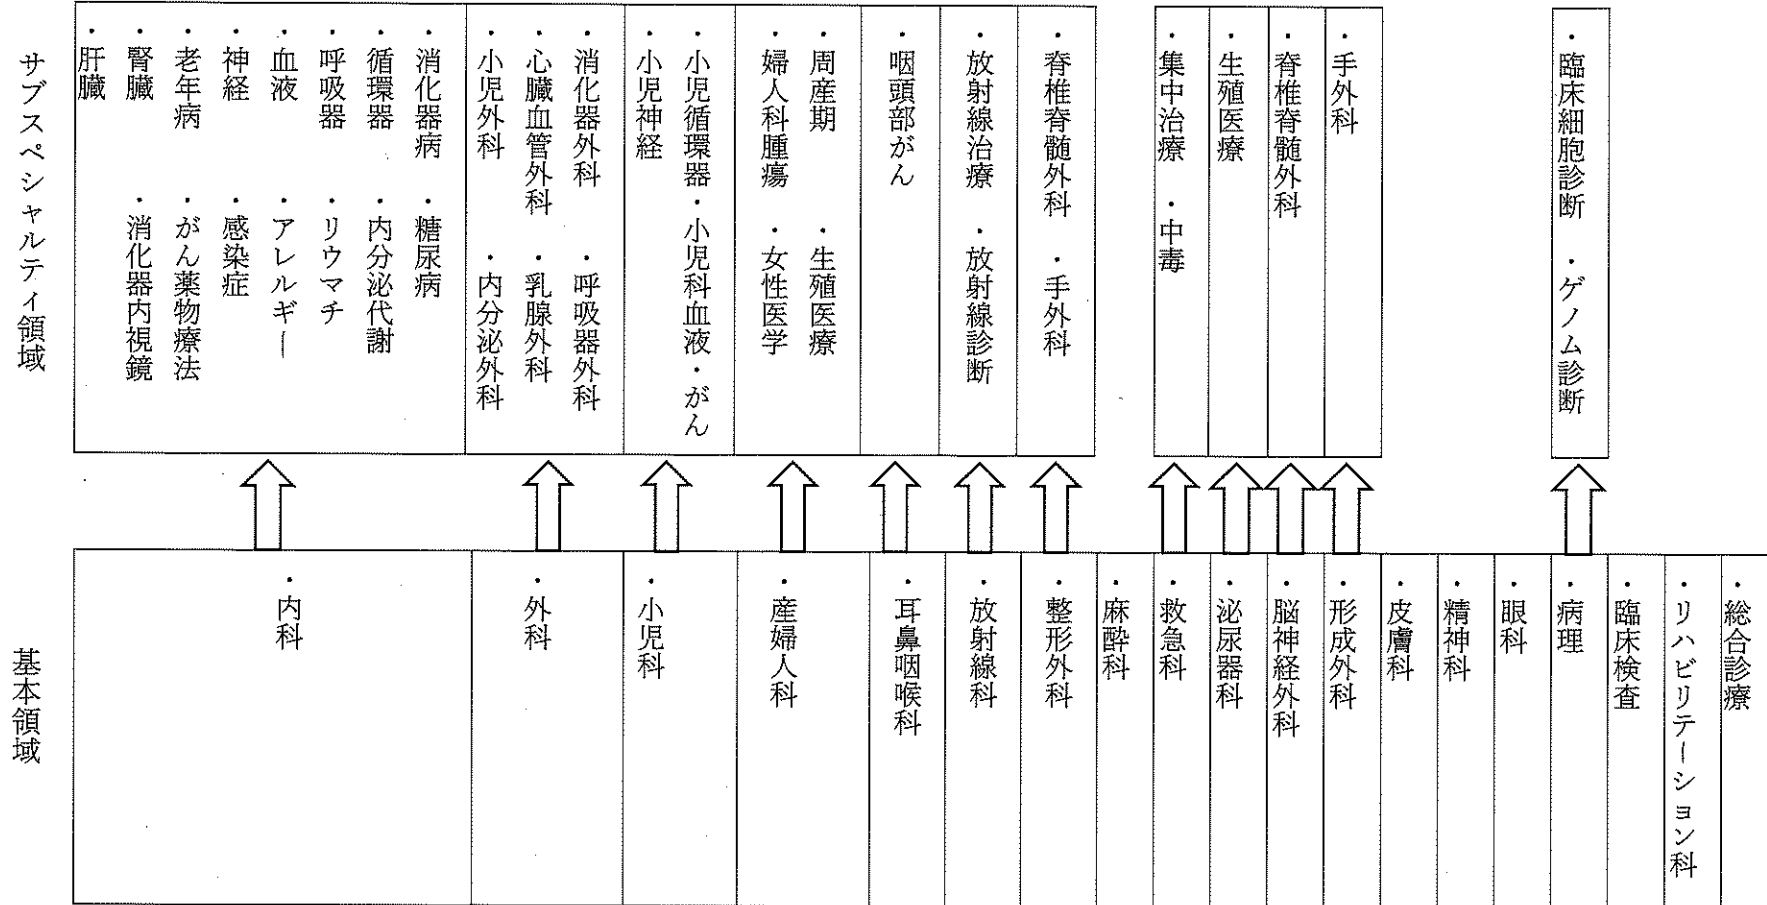 サブスペシャルティ領域
・消化器病 ・糖尿病
・循環器 ・内分泌代謝
・呼吸器 ・リウマチ
・血液 ・アレルギー
・神経 ・感染症
・老年病 ・がん薬物療法
・腎臓 ・消化器内視鏡
・肝臓
・消化器外科 ・呼吸器外科
・心臓血管外科 ・乳腺外科
・小児外科 ・内分泌外科
・小児循環器・小児科血液・がん
・小児神経
・周産期 ・生殖医療
・婦人科腫瘍 ・女性医学
・咽頭部がん
・放射線治療 ・放射線診断
・脊椎脊髄外科 ・手外科
・集中治療 ・中毒
・生殖医療
・脊椎脊髄外科
・手外科
・臨床細胞診断 ・ゲノム診断
基本領域
・内科
・外科
・小児科
・産婦人科
・耳鼻咽喉科
・放射線科
・整形外科
・麻酔科
・救急科
・泌尿器科
・脳神経外科
・形成外科
・皮膚科
・精神科
・眼科
・病理
・臨床検査
・リハビリテーション科
・総合診療